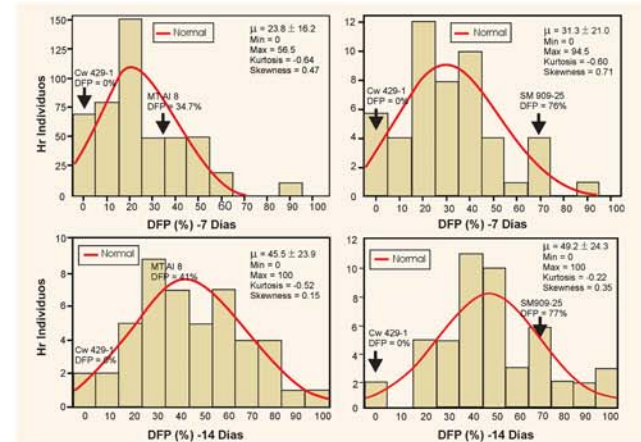 Normal
μ = 23.8 ± 16.2
Min = 0
Max = 56.5
Kurtosis = -0.64
Skewness = 0.47
Cw 429-1
DFP = 0%
MT Al 8
DFP = 34.7%
Hr Individuos
150
125
100
75
50
25
0
0 10 20 30 40 50 60 70 80 90 100
DFP (%) -7 Dias
Normal
μ = 31.3 ± 21.0
Min = 0
Max = 94.5
Kurtosis = -0.60
Skewness = 0.71
Cw 429-1
DFP = 0%
SM 909-25
DFP = 76%
12
10
8
6
4
2
0
0 10 20 30 40 50 60 70 80 90 100
DFP (%) -7 Dias
Normal
μ = 45.5 ± 23.9
Min = 0
Max = 100
Kurtosis = -0.52
Skewness = 0.15
MT Al 8
DFP = 41%
Cw 429-1
DFP = 0%
Hr Individuos
10
8
6
4
2
0
0 10 20 30 40 50 60 70 80 90 100
DFP (%) -14 Dias
Normal
μ = 49.2 ± 24.3
Min = 0
Max = 100
Kurtosis = -0.22
Skewness = 0.35
SM909-25
DFP = 77%
Cw 429-1
DFP = 0%
12
10
8
6
4
2
0
0 10 20 30 40 50 60 70 80 90 100
DFP (%) -14 Dias